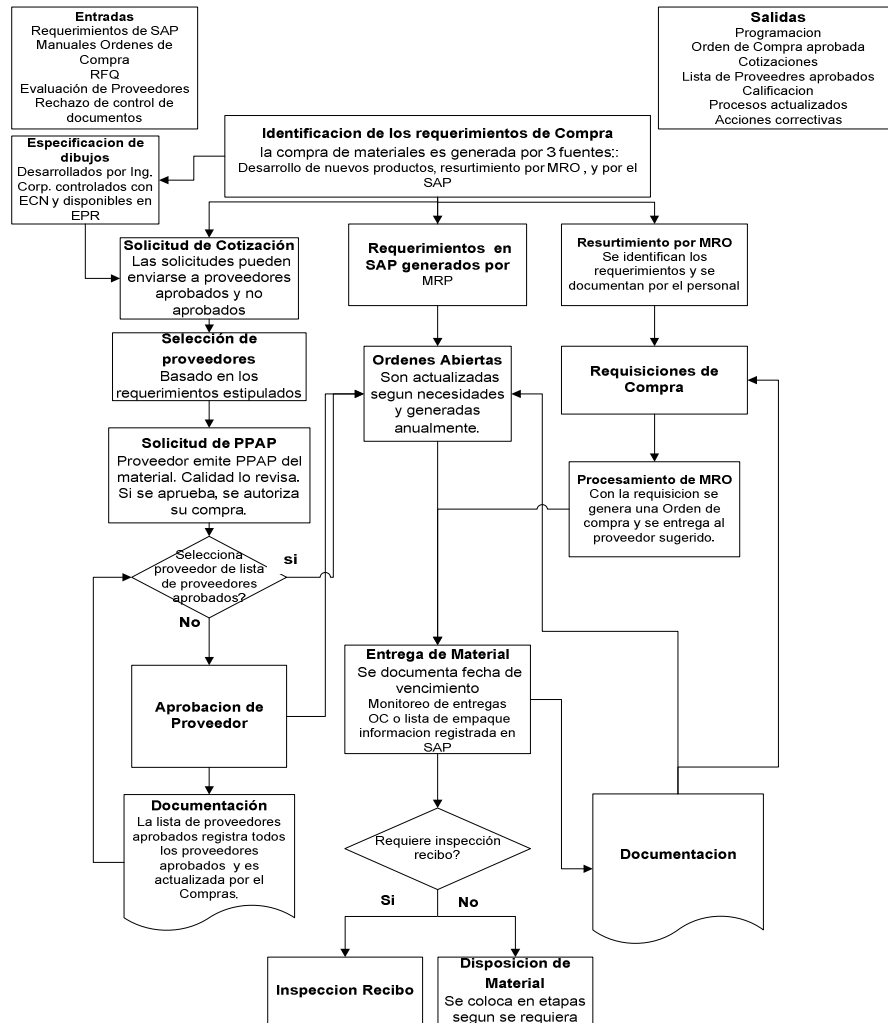 Entradas
Requerimientos de SAP
Manuales Ordenes de
Compra
RFQ
Evaluación de Proveedores
Rechazo de control de
documentos
Salidas
Programacion
Orden de Compra aprobada
Cotizaciones
Lista de Proveedres aprobados
Calificacion
Procesos actualizados
Acciones correctivas
Identificacion de los requerimientos de Compra
la compra de materiales es generada por 3 fuentes::
Desarrollo de nuevos productos, resurtimiento por MRO , y por el
SAP
Especificacion de
dibujos
Desarrollados por Ing.
Corp. controlados con
ECN y disponibles en
EPR
Solicitud de Cotización
Las solicitudes pueden
enviarse a proveedores
aprobados y no
aprobados
Requerimientos en
SAP generados por
MRP
Resurtimiento por MRO
Se identifican los
requerimientos y se
documentan por el personal
Selección de
proveedores
Basado en los
requerimientos estipulados
Ordenes Abiertas
Son actualizadas
segun necesidades
y generadas
anualmente.
Requisiciones de
Compra
Solicitud de PPAP
Proveedor emite PPAP del
material. Calidad lo revisa.
Si se aprueba, se autoriza
su compra.
Procesamiento de MRO
Con la requisicion se
genera una Orden de
compra y se entrega al
proveedor sugerido.
Selecciona
proveedor de lista
de proveedores
aprobados?
si
No
Aprobacion de
Proveedor
Entrega de Material
Se documenta fecha de
vencimiento
Monitoreo de entregas
OC o lista de empaque
informacion registrada en
SAP
Documentación
La lista de proveedores
aprobados registra todos
los proveedores
aprobados y es
actualizada por el
Compras.
Requiere inspección
recibo?
Documentacion
Si
No
Inspeccion Recibo
Disposicion de
Material
Se coloca en etapas
segun se requiera